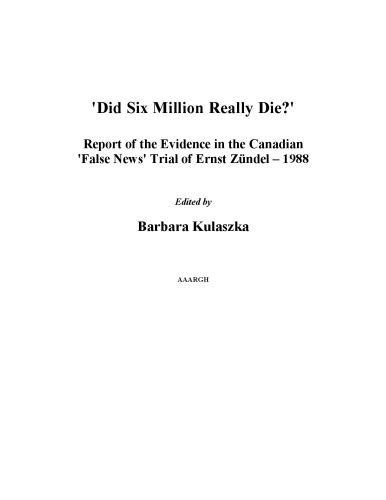 'Did Six Million Really Die?'
Report of the Evidence in the Canadian
'False News' Trial of Ernst Zündel – 1988
Edited by
Barbara Kulaszka
AAARGH